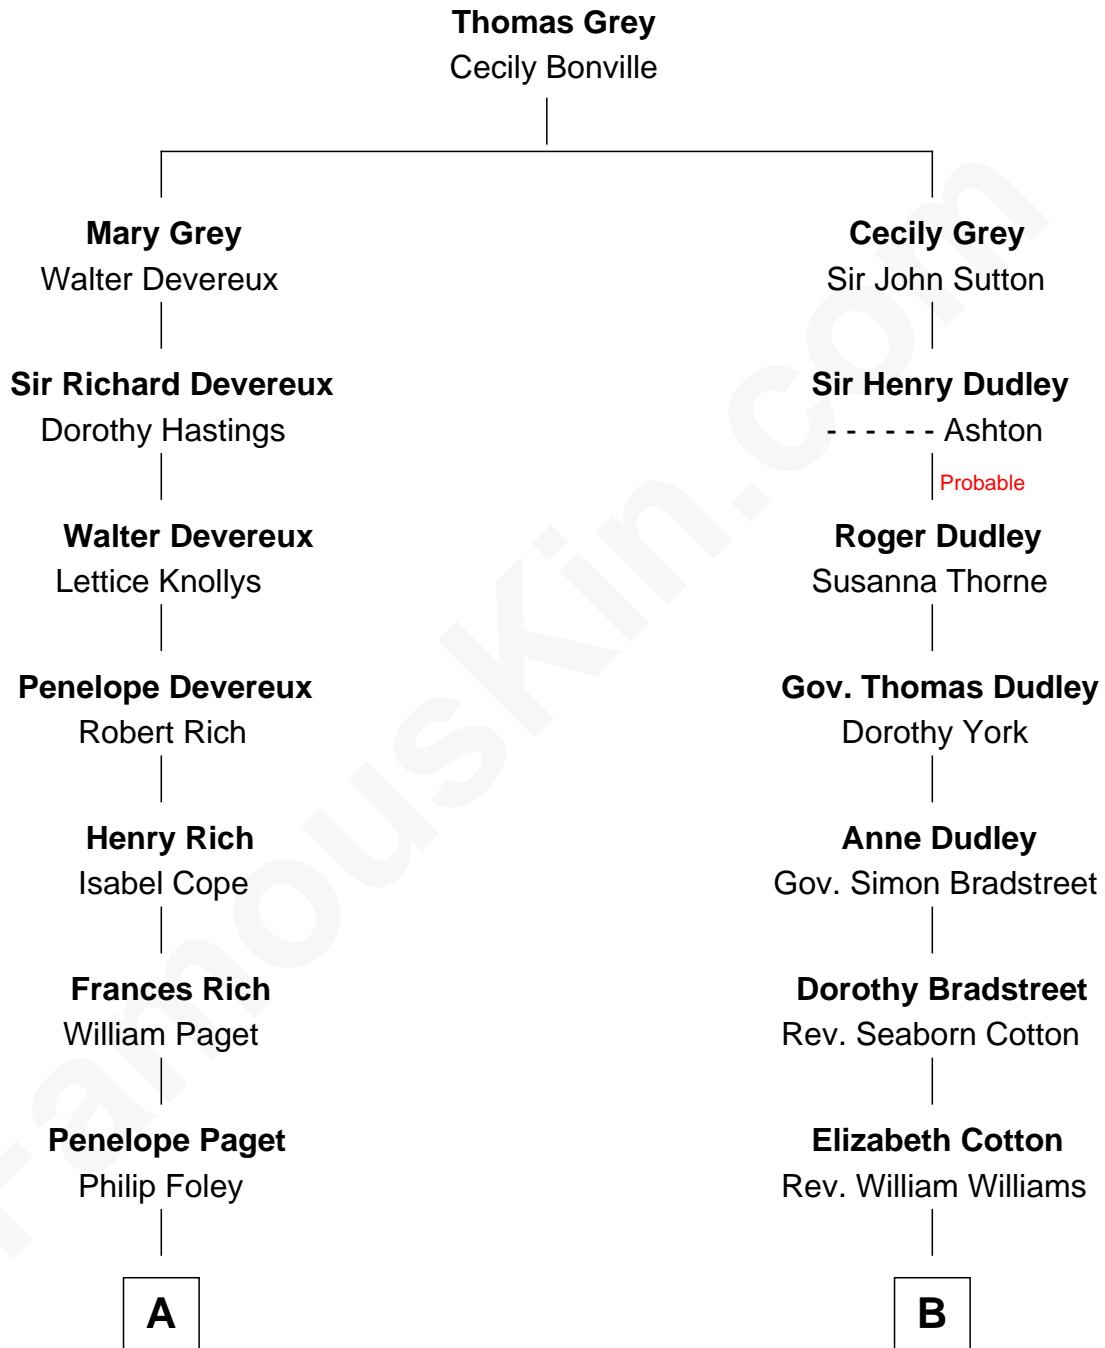 Thomas Grey
Cecily Bonville
Mary Grey
Walter Devereux
Cecily Grey
Sir John Sutton
Sir Richard Devereux
Dorothy Hastings
Sir Henry Dudley
- - - - - - Ashton
Probable
Walter Devereux
Lettice Knollys
Roger Dudley
Susanna Thorne
Penelope Devereux
Robert Rich
Gov. Thomas Dudley
Dorothy York
Henry Rich
Isabel Cope
Anne Dudley
Gov. Simon Bradstreet
Frances Rich
William Paget
Dorothy Bradstreet
Rev. Seaborn Cotton
Penelope Paget
Philip Foley
Elizabeth Cotton
Rev. William Williams
A
B
FamousKin.com